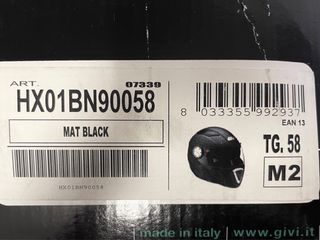 ART. 07339
HX01BN90058
MAT BLACK
HX01BN90058
8 033355 992937
EAN 13
TG. 58
M2
made in italy | www.givi.it